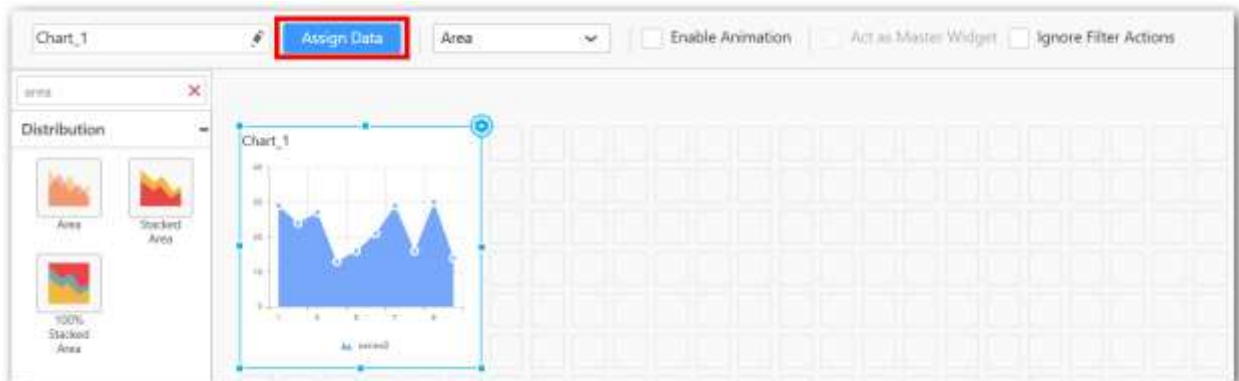 Chart_1
Assign Data
Area
Enable Animation
Act as Master Widget
Ignore Filter Actions
area
Distribution
Chart_1
Area
Stacked
Area
100%
Stacked
Area